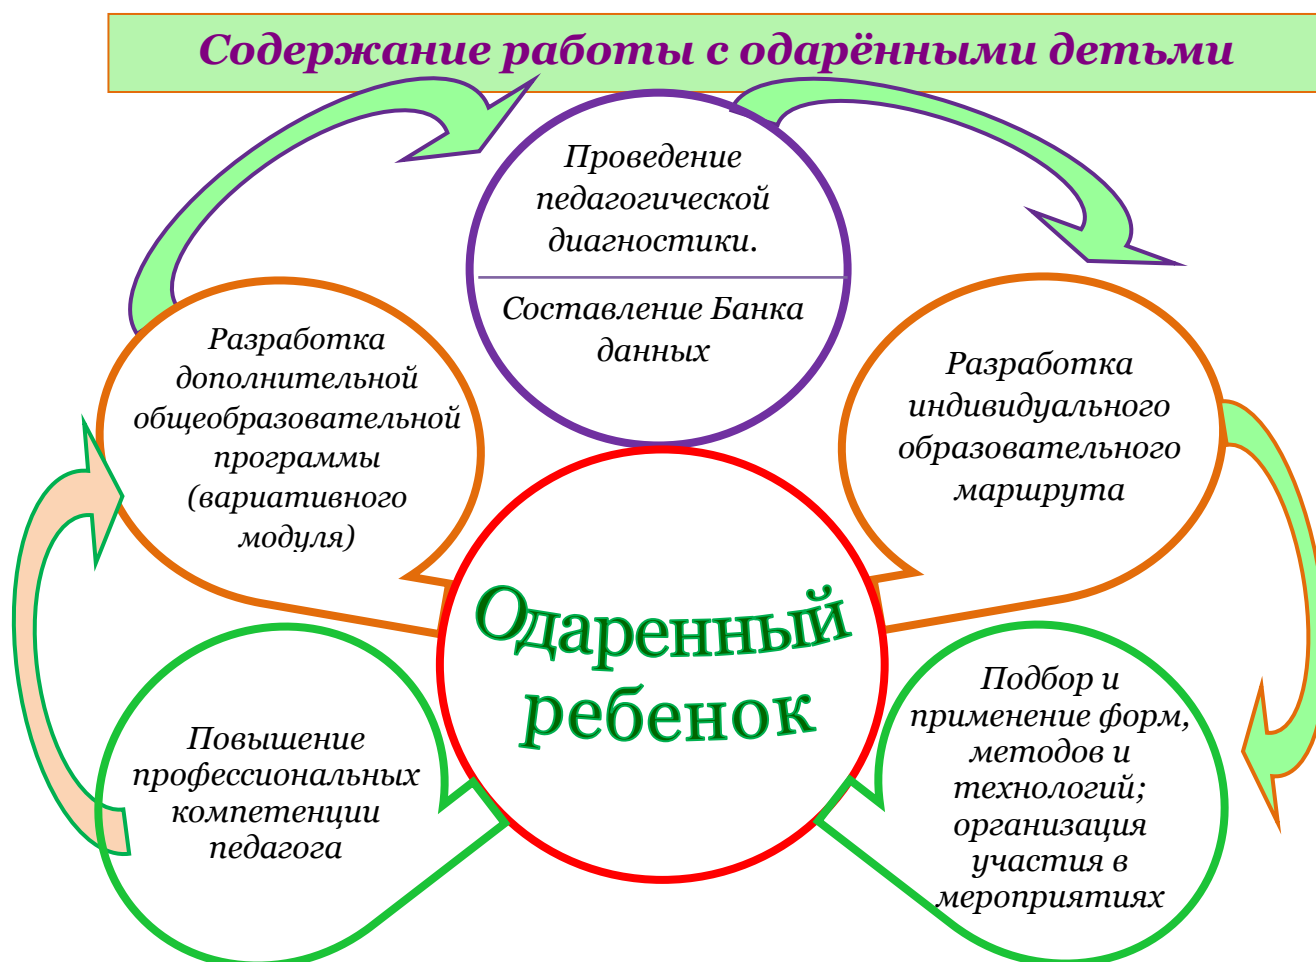 Содержание работы с одарёнными детьми
Проведение
педагогической
диагностики.
Составление Банка
данных
Разработка
дополнительной
общеобразовательной
программы
(вариативного
модуля)
Разработка
индивидуального
образовательного
маршрута
Одаренный
ребенок
Повышение
профессиональных
компетенции
педагога
Подбор и
применение форм,
методов и
технологий;
организация
участия в
мероприятиях